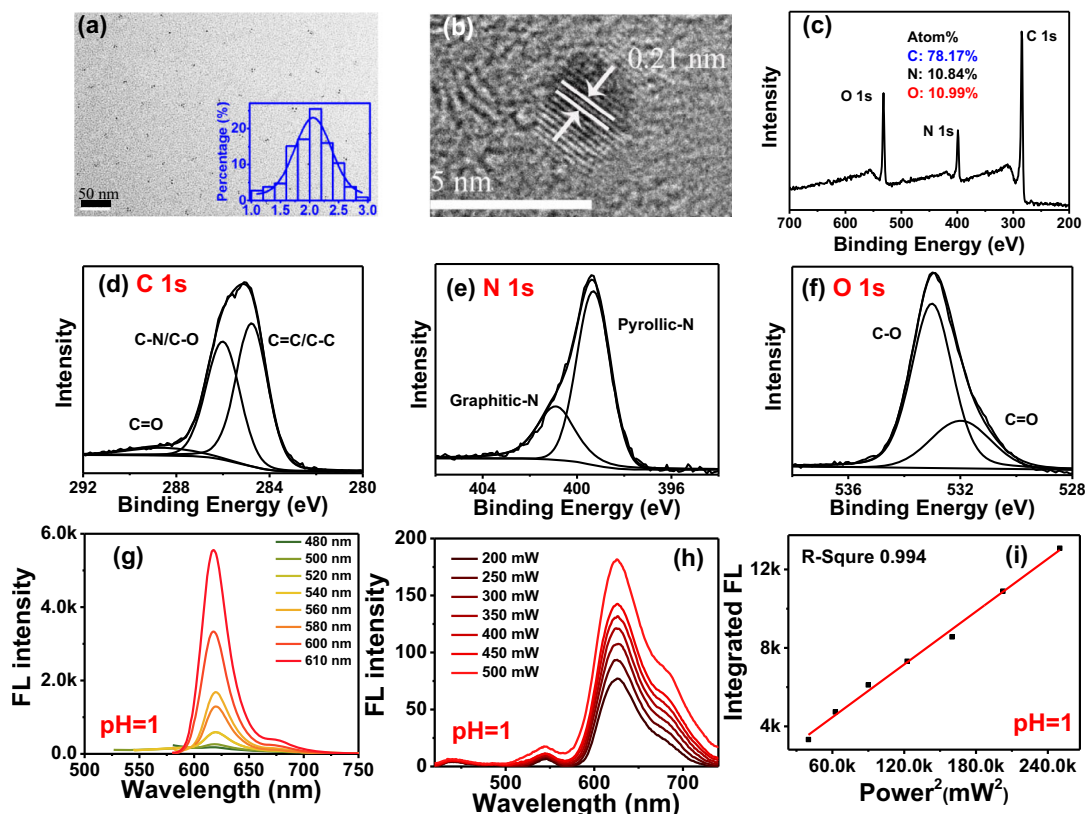 (a)
Percentage (%)
20
10
0
1.0 1.5 2.0 2.5 3.0
50 nm
(b)
0.21 nm
5 nm
(c)
Atom%
C: 78.17%
N: 10.84%
O: 10.99%
C 1s
O 1s
N 1s
Intensity
700 600 500 400 300 200
Binding Energy (eV)
(d) C 1s
C-N/C-O
C=C/C-C
C=O
Intensity
292 288 284 280
Binding Energy (eV)
(e) N 1s
Pyrollic-N
Graphitic-N
Intensity
404 400 396
Binding Energy (eV)
(f) O 1s
C-O
C=O
Intensity
536 532 528
Binding Energy (eV)
(g)
6.0k
4.0k
2.0k
0.0
FL intensity
480 nm
500 nm
520 nm
540 nm
560 nm
580 nm
600 nm
610 nm
pH=1
500 550 600 650 700 750
Wavelength (nm)
(h)
200
150
100
50
0
FL intensity
200 mW
250 mW
300 mW
350 mW
400 mW
450 mW
500 mW
pH=1
500 600 700
Wavelength (nm)
(i)
R-Squre 0.994
12k
8k
4k
Integrated FL
pH=1
60.0k 120.0k 180.0k 240.0k
Power²(mW²)